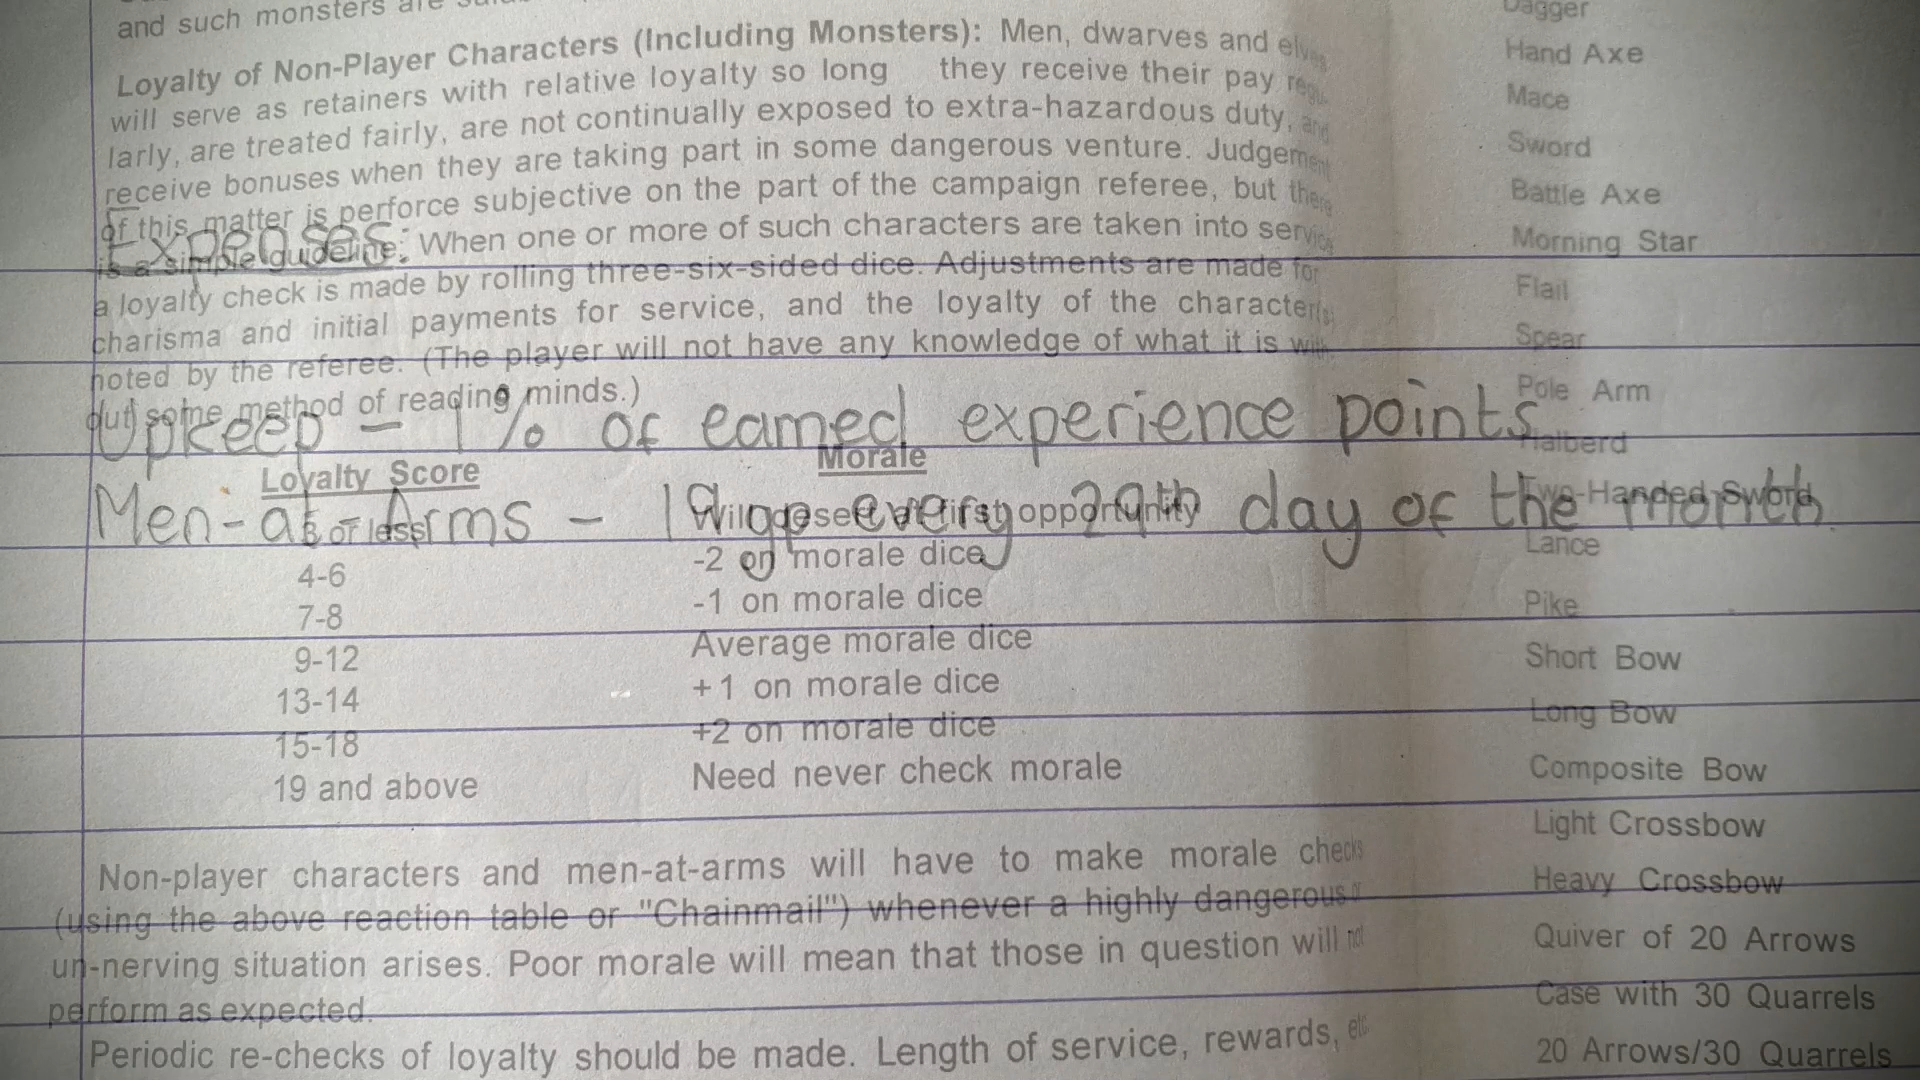 and such monsters are
Loyalty of Non-Player Characters (Including Monsters): Men, dwarves and elves
will serve as retainers with relative loyalty so long they receive their pay regu-
larly, are treated fairly, are not continually exposed to extra-hazardous duty, and
receive bonuses when they are taking part in some dangerous venture. Judgement
of this matter is perforce subjective on the part of the campaign referee, but there
is a simple guideline: When one or more of such characters are taken into service
a loyalty check is made by rolling three-six-sided dice. Adjustments are made for
charisma and initial payments for service, and the loyalty of the character(s)
noted by the referee. (The player will not have any knowledge of what it is with-
out some method of reading minds.)
Loyalty Score Morale
3 or less Will desert at first opportunity
4-6 -2 on morale dice
7-8 -1 on morale dice
9-12 Average morale dice
13-14 +1 on morale dice
15-18 +2 on morale dice
19 and above Need never check morale
Non-player characters and men-at-arms will have to make morale checks
(using the above reaction table or "Chainmail") whenever a highly dangerous or
un-nerving situation arises. Poor morale will mean that those in question will not
perform as expected.
Periodic re-checks of loyalty should be made. Length of service, rewards, etc.
Expenses:
Upkeep - 1% of earned experience points
Men-at-Arms - 1 gp every 29th day of the month
Dagger
Hand Axe
Mace
Sword
Battle Axe
Morning Star
Flail
Spear
Pole Arm
Halberd
Two-Handed Sword
Lance
Pike
Short Bow
Long Bow
Composite Bow
Light Crossbow
Heavy Crossbow
Quiver of 20 Arrows
Case with 30 Quarrels
20 Arrows/30 Quarrels